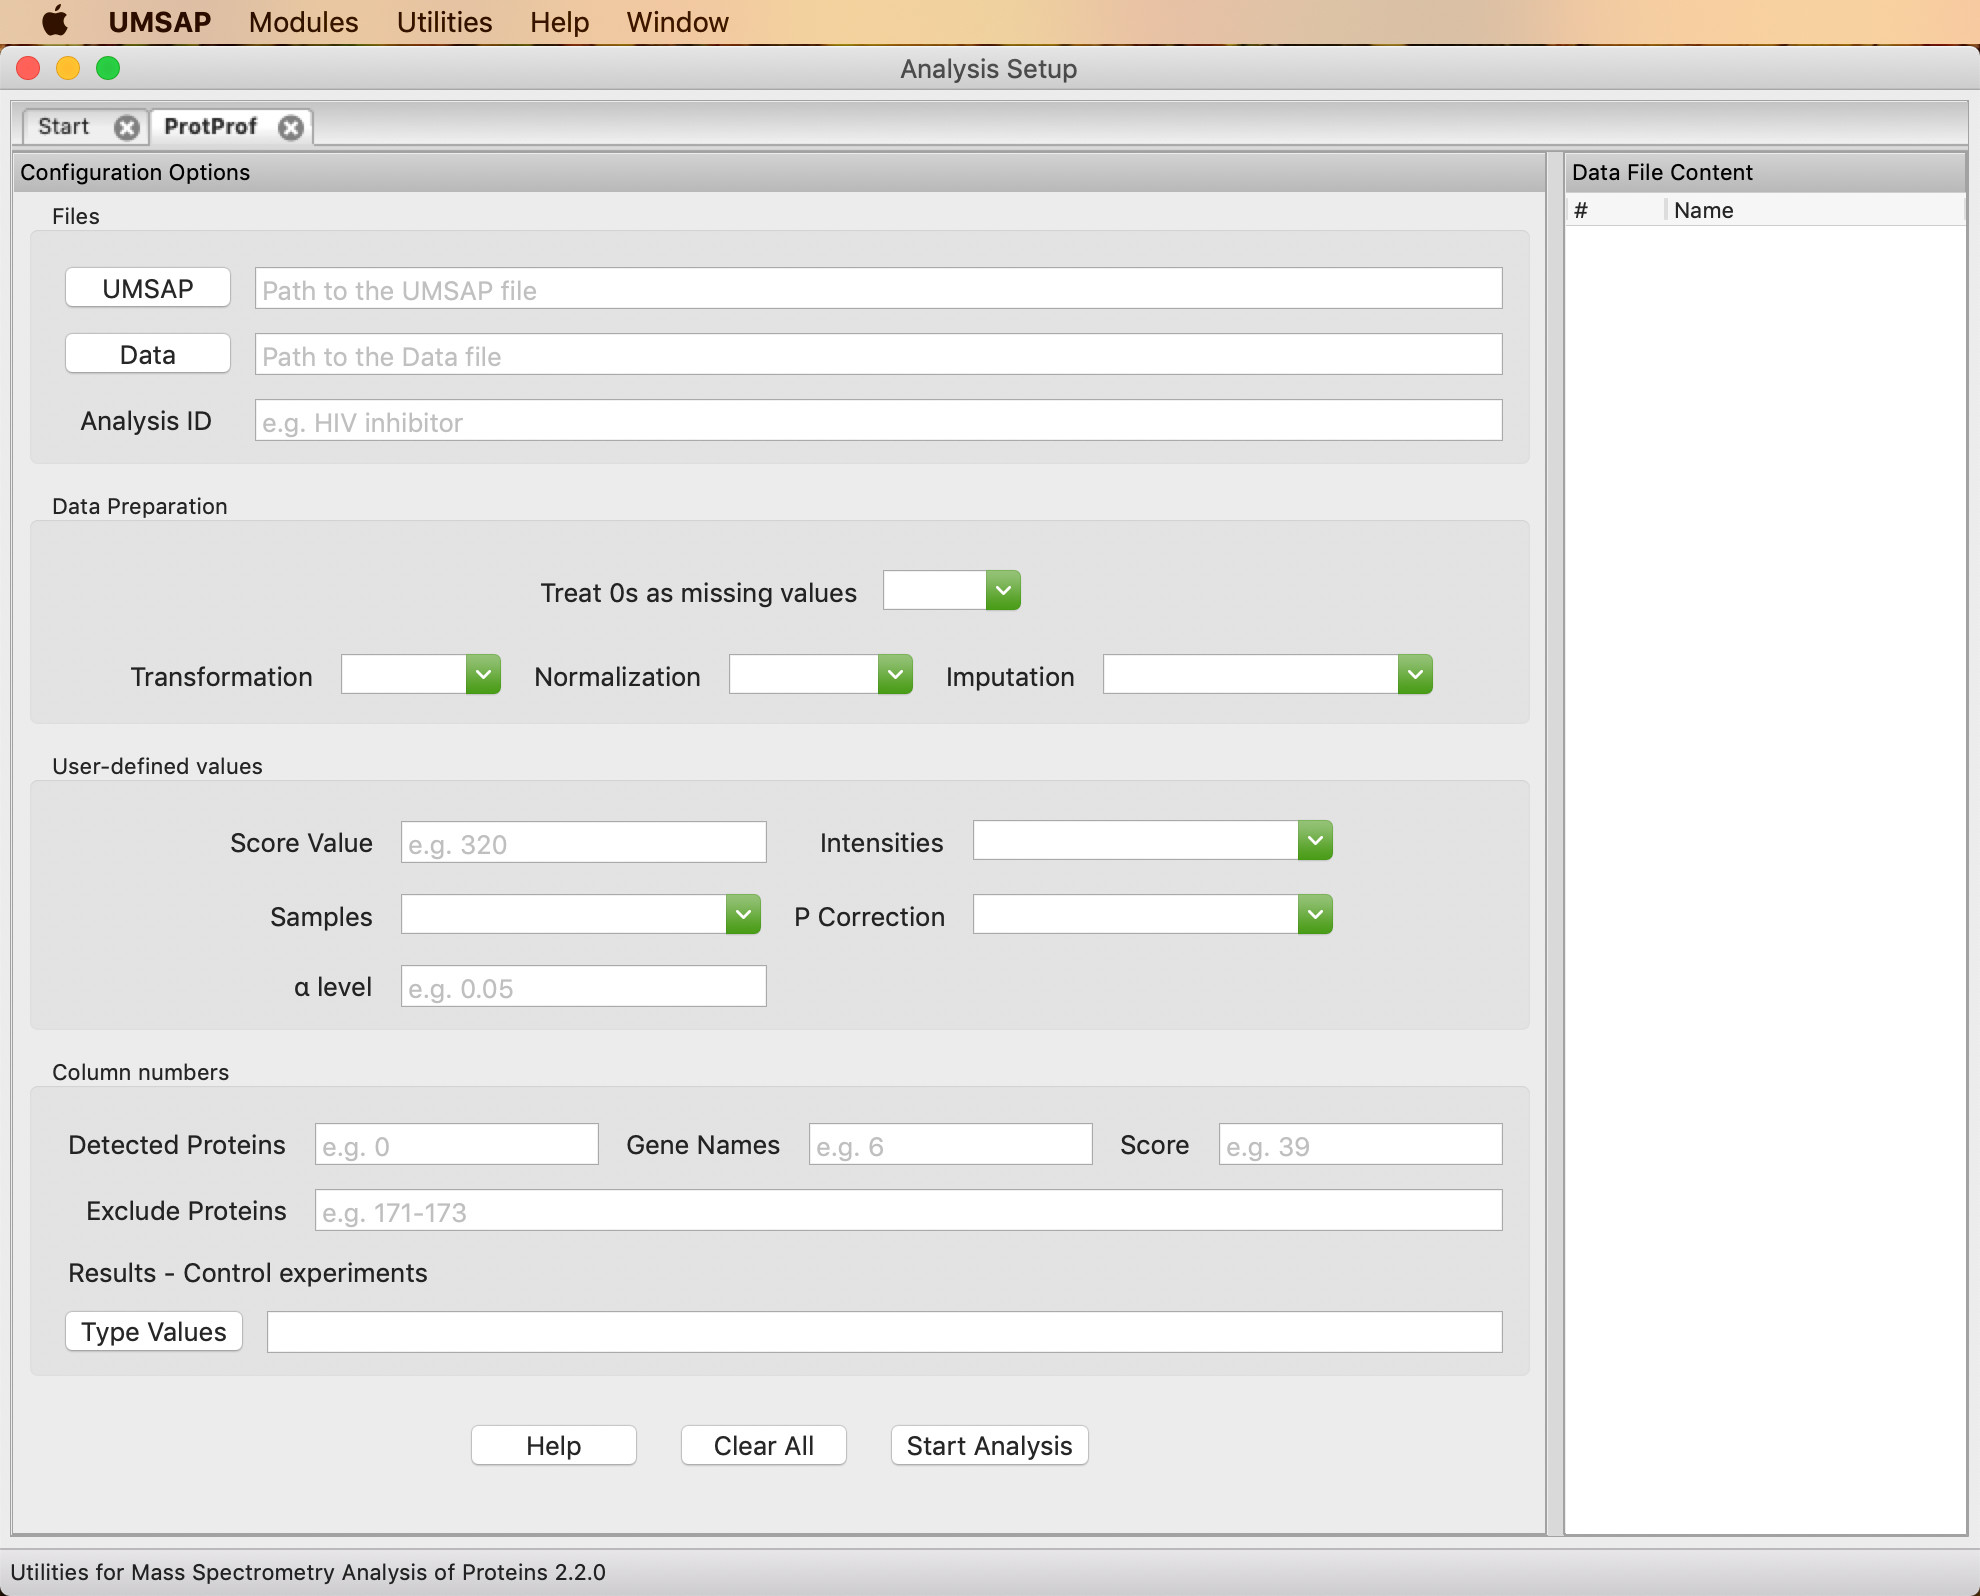 UMSAP Modules Utilities Help Window
Analysis Setup
Start ProtProf
Configuration Options
Data File Content
# Name
Files
UMSAP Path to the UMSAP file
Data Path to the Data file
Analysis ID e.g. HIV inhibitor
Data Preparation
Treat 0s as missing values
Transformation Normalization Imputation
User-defined values
Score Value e.g. 320 Intensities
Samples P Correction
α level e.g. 0.05
Column numbers
Detected Proteins e.g. 0 Gene Names e.g. 6 Score e.g. 39
Exclude Proteins e.g. 171-173
Results - Control experiments
Type Values
Help Clear All Start Analysis
Utilities for Mass Spectrometry Analysis of Proteins 2.2.0